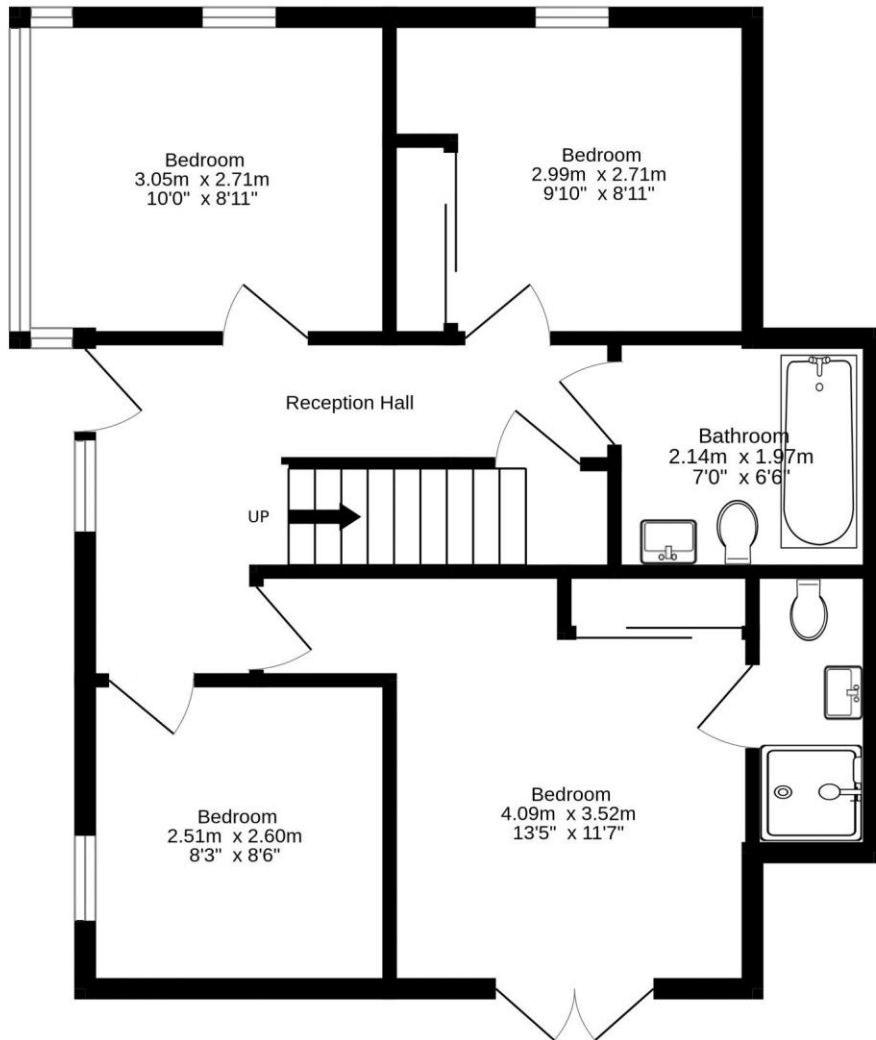 Bedroom
3.05m x 2.71m
10'0" x 8'11"
Bedroom
2.99m x 2.71m
9'10" x 8'11"
Reception Hall
Bathroom
2.14m x 1.97m
7'0" x 6'6"
UP
Bedroom
2.51m x 2.60m
8'3" x 8'6"
Bedroom
4.09m x 3.52m
13'5" x 11'7"